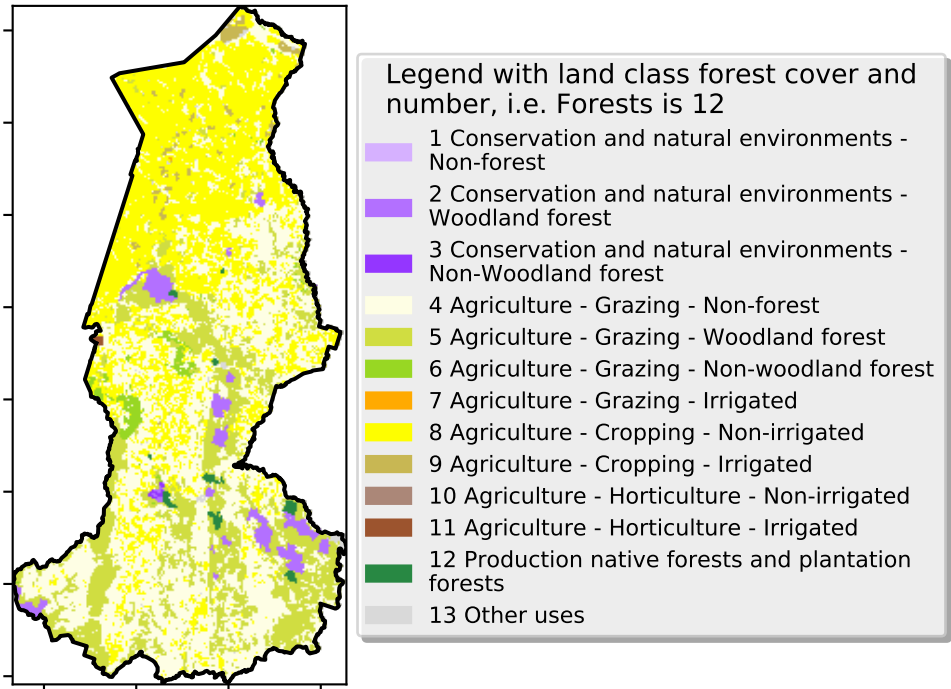 Legend with land class forest cover and
number, i.e. Forests is 12
1 Conservation and natural environments -
Non-forest
2 Conservation and natural environments -
Woodland forest
3 Conservation and natural environments -
Non-Woodland forest
4 Agriculture - Grazing - Non-forest
5 Agriculture - Grazing - Woodland forest
6 Agriculture - Grazing - Non-woodland forest
7 Agriculture - Grazing - Irrigated
8 Agriculture - Cropping - Non-irrigated
9 Agriculture - Cropping - Irrigated
10 Agriculture - Horticulture - Non-irrigated
11 Agriculture - Horticulture - Irrigated
12 Production native forests and plantation
forests
13 Other uses